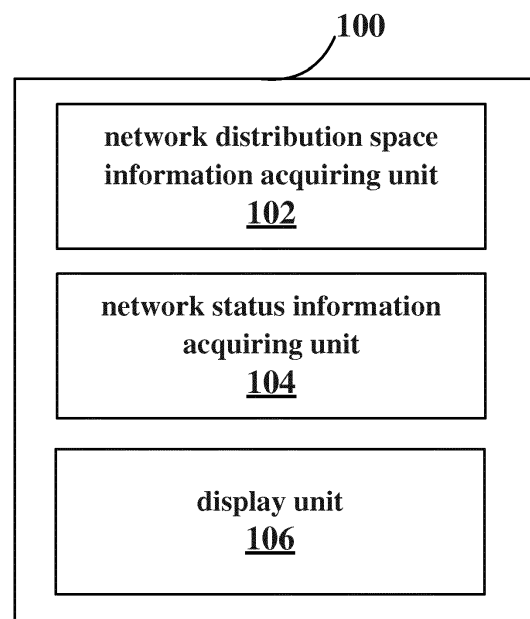 100
network distribution space
information acquiring unit
102
network status information
acquiring unit
104
display unit
106